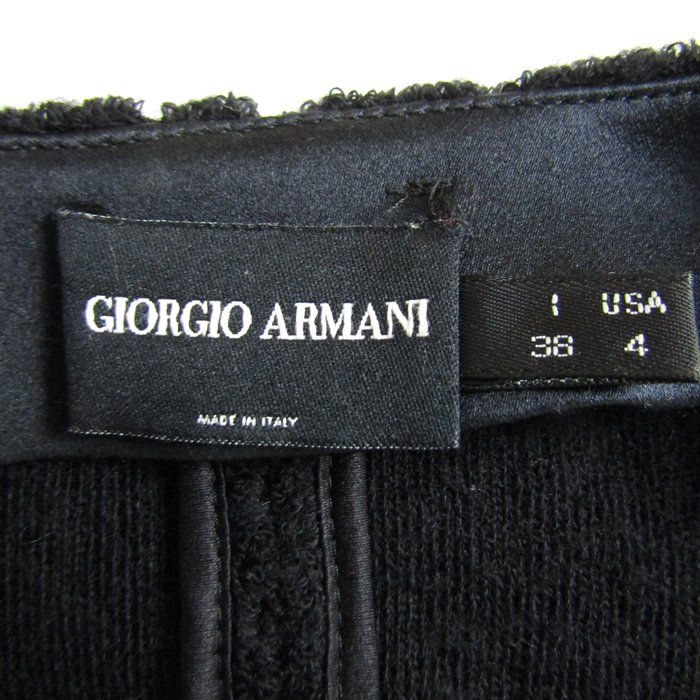 GIORGIO ARMANI
MADE IN ITALY
I USA
38 4